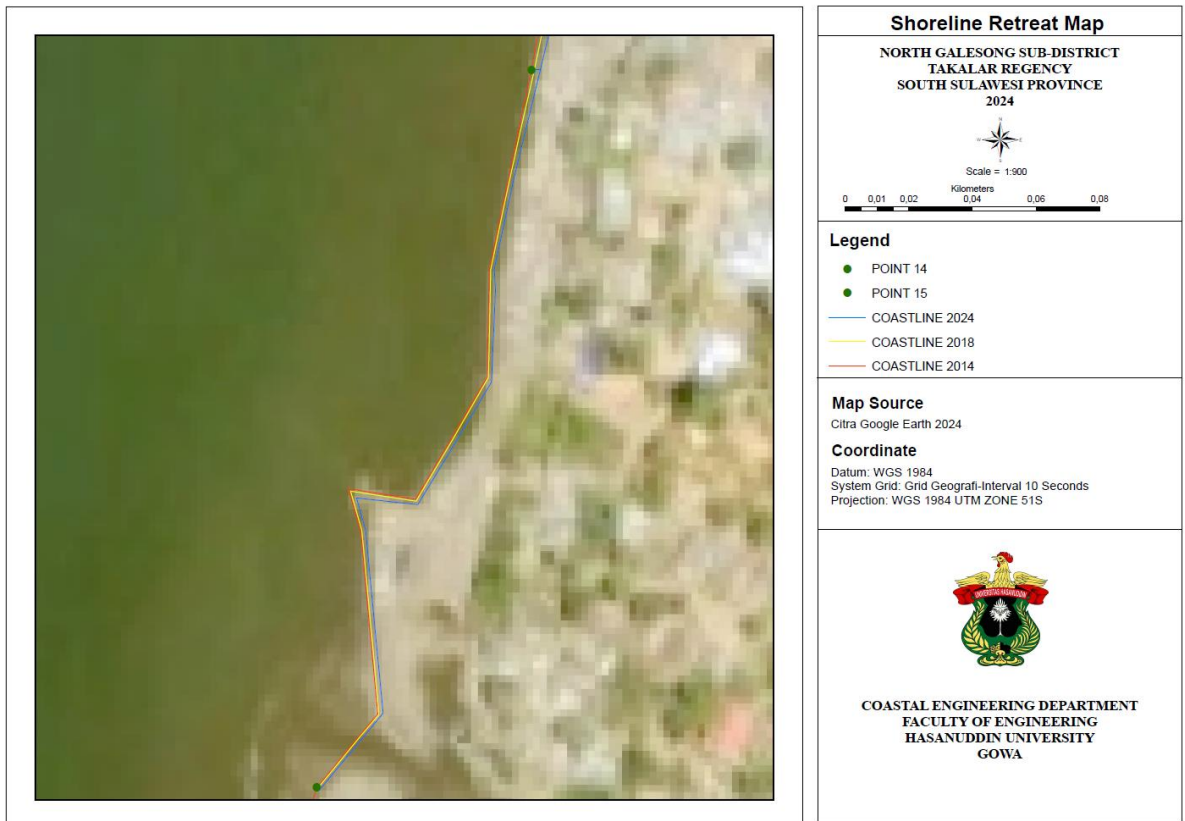 Shoreline Retreat Map
NORTH GALESONG SUB-DISTRICT
TAKALAR REGENCY
SOUTH SULAWESI PROVINCE
2024
N
W E
S
Scale = 1:900
Kilometers
0 0,01 0,02 0,04 0,06 0,08
Legend
POINT 14
POINT 15
COASTLINE 2024
COASTLINE 2018
COASTLINE 2014
Map Source
Citra Google Earth 2024
Coordinate
Datum: WGS 1984
System Grid: Grid Geografi-Interval 10 Seconds
Projection: WGS 1984 UTM ZONE 51S
UNIVERSITAS HASANUDDIN
COASTAL ENGINEERING DEPARTMENT
FACULTY OF ENGINEERING
HASANUDDIN UNIVERSITY
GOWA